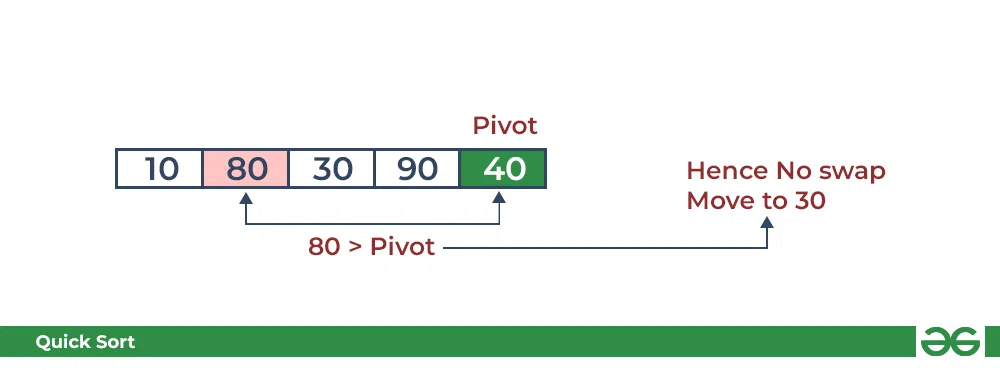 Pivot
10 80 30 90 40
Hence No swap
Move to 30
80 > Pivot
Quick Sort